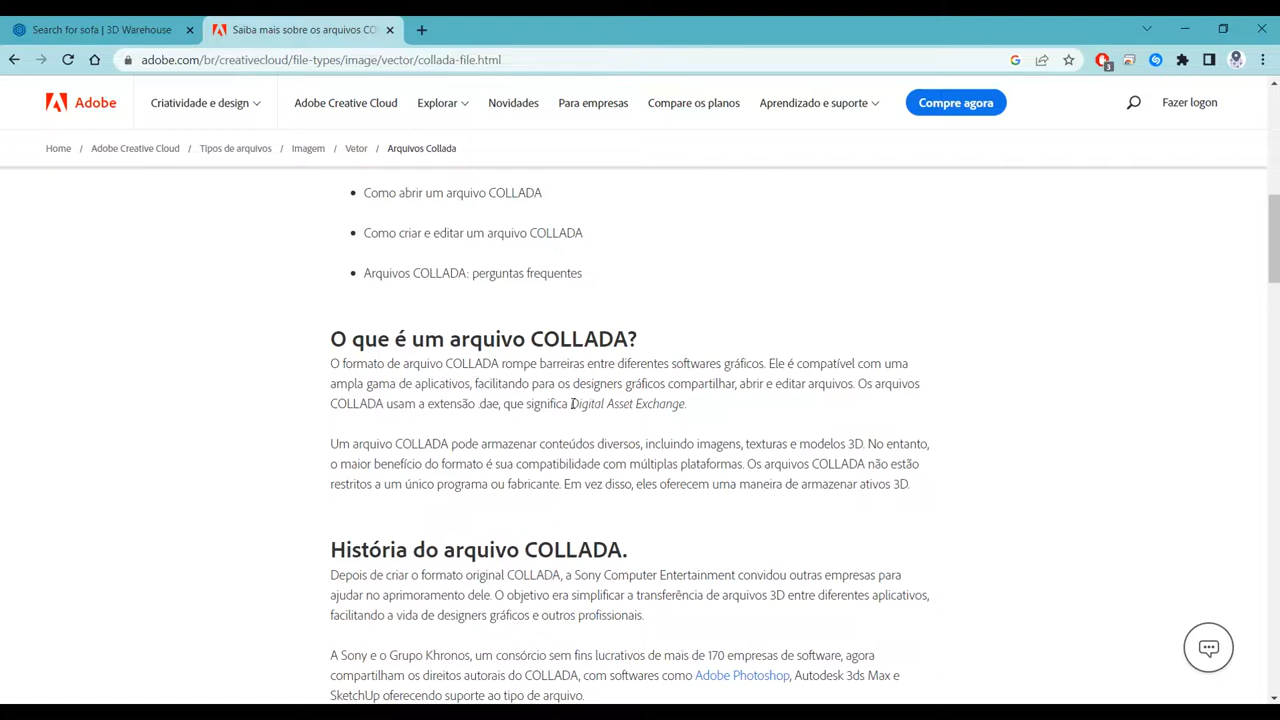 Search for sofa | 3D Warehouse
Saiba mais sobre os arquivos CO
adobe.com/br/creativecloud/file-types/image/vector/collada-file.html
3
Adobe
Criatividade e design
Adobe Creative Cloud
Explorar
Novidades
Para empresas
Compare os planos
Aprendizado e suporte
Compre agora
Fazer logon
Home / Adobe Creative Cloud / Tipos de arquivos / Imagem / Vetor / Arquivos Collada
• Como abrir um arquivo COLLADA
• Como criar e editar um arquivo COLLADA
• Arquivos COLLADA: perguntas frequentes
O que é um arquivo COLLADA?
O formato de arquivo COLLADA rompe barreiras entre diferentes softwares gráficos. Ele é compatível com uma
ampla gama de aplicativos, facilitando para os designers gráficos compartilhar, abrir e editar arquivos. Os arquivos
COLLADA usam a extensão .dae, que significa Digital Asset Exchange.
Um arquivo COLLADA pode armazenar conteúdos diversos, incluindo imagens, texturas e modelos 3D. No entanto,
o maior benefício do formato é sua compatibilidade com múltiplas plataformas. Os arquivos COLLADA não estão
restritos a um único programa ou fabricante. Em vez disso, eles oferecem uma maneira de armazenar ativos 3D.
História do arquivo COLLADA.
Depois de criar o formato original COLLADA, a Sony Computer Entertainment convidou outras empresas para
ajudar no aprimoramento dele. O objetivo era simplificar a transferência de arquivos 3D entre diferentes aplicativos,
facilitando a vida de designers gráficos e outros profissionais.
A Sony e o Grupo Khronos, um consórcio sem fins lucrativos de mais de 170 empresas de software, agora
compartilham os direitos autorais do COLLADA, com softwares como Adobe Photoshop, Autodesk 3ds Max e
SketchUp oferecendo suporte ao tipo de arquivo.